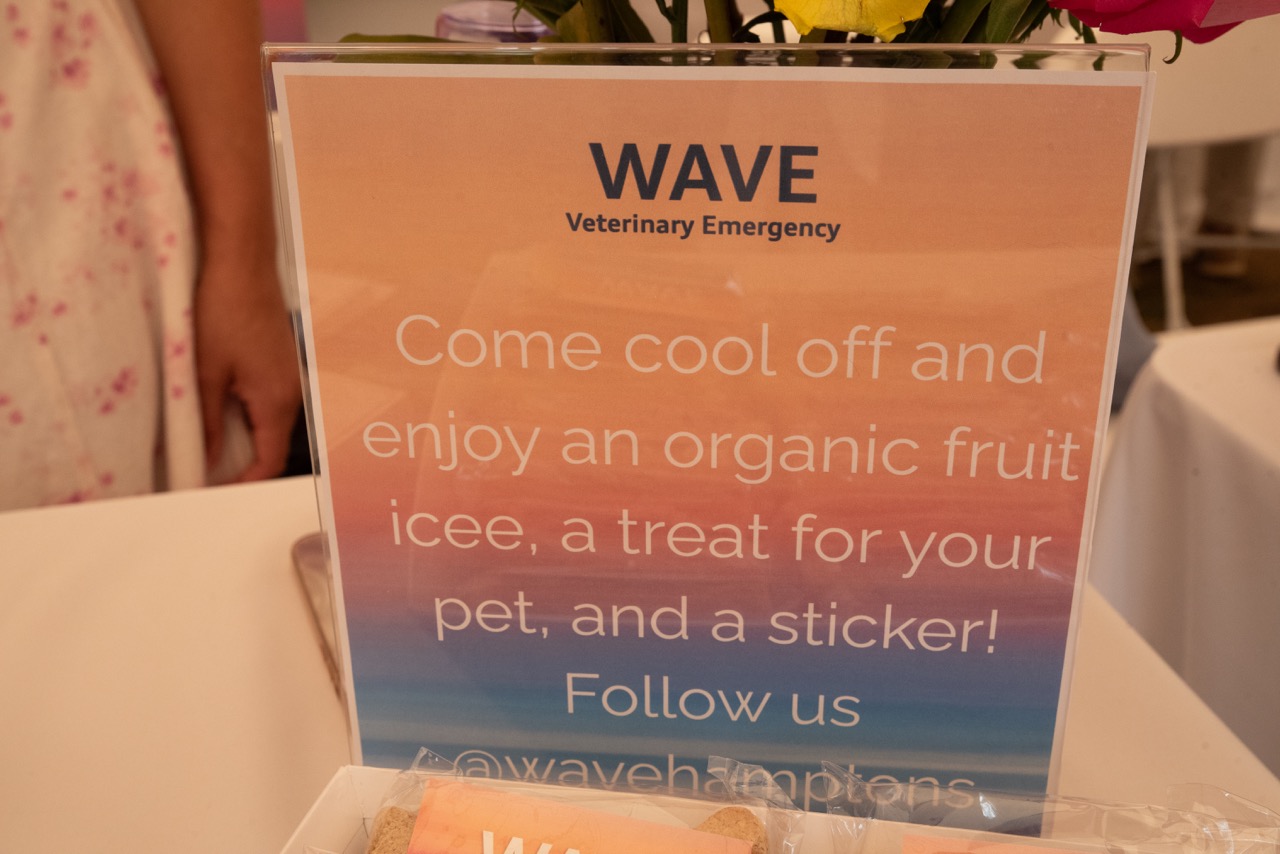 WAVE
Veterinary Emergency
Come cool off and
enjoy an organic fruit
icee, a treat for your
pet, and a sticker!
Follow us
@wavehamptons